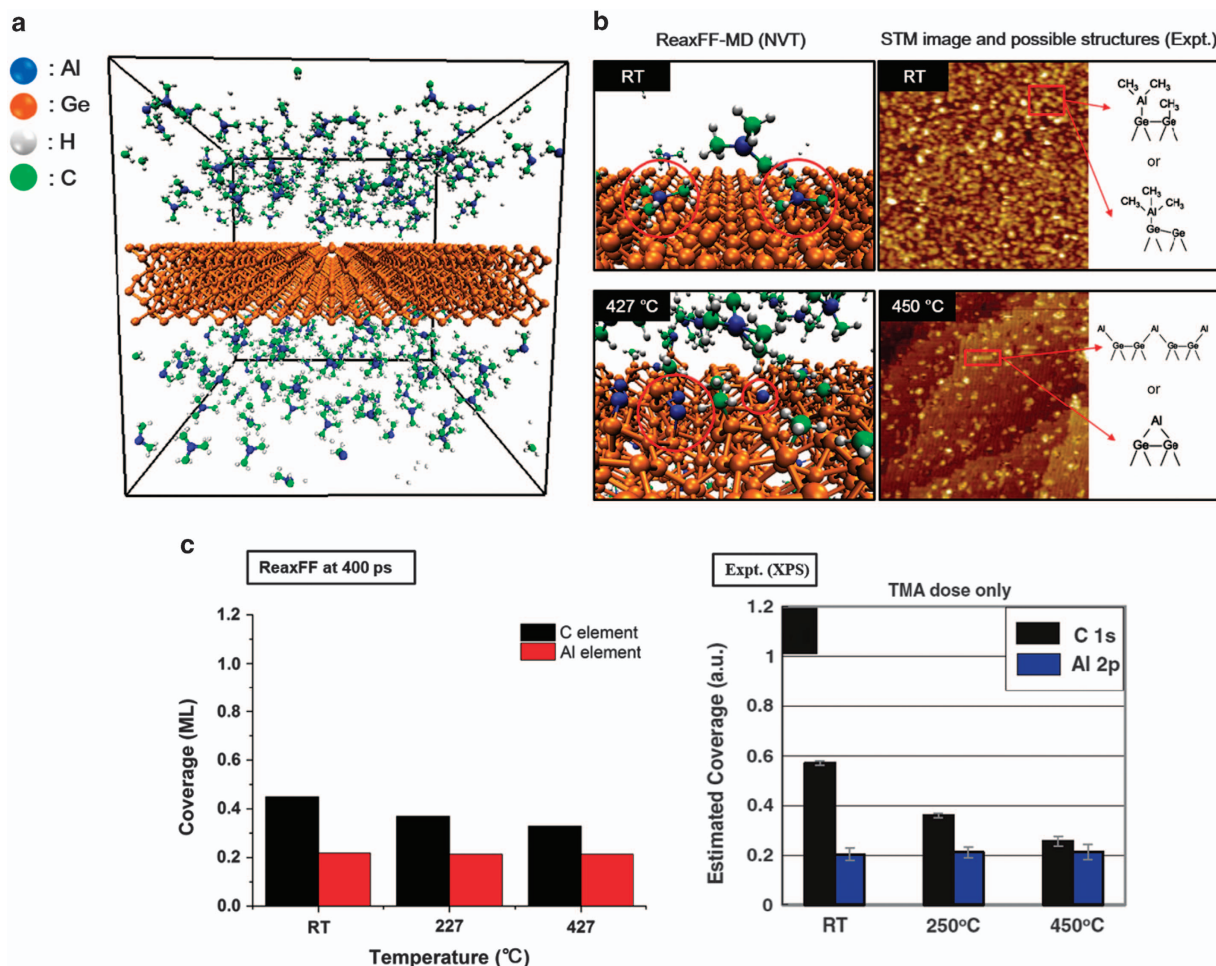 a
: Al
: Ge
: H
: C
b
ReaxFF-MD (NVT)
STM image and possible structures (Expt.)
RT
RT
CH₃ CH₃
Al CH₃
Ge Ge
or
CH₃ CH₃
Al CH₃
Ge Ge
427 °C
450 °C
Al Al Al
Ge Ge Ge Ge
or
Al
Ge Ge
c
ReaxFF at 400 ps
C element
Al element
Coverage (ML)
1.2
1.0
0.8
0.6
0.4
0.2
0.0
RT 227 427
Temperature (℃)
Expt. (XPS)
TMA dose only
C 1s
Al 2p
Estimated Coverage (a.u.)
1.2
1
0.8
0.6
0.4
0.2
0
RT 250°C 450°C